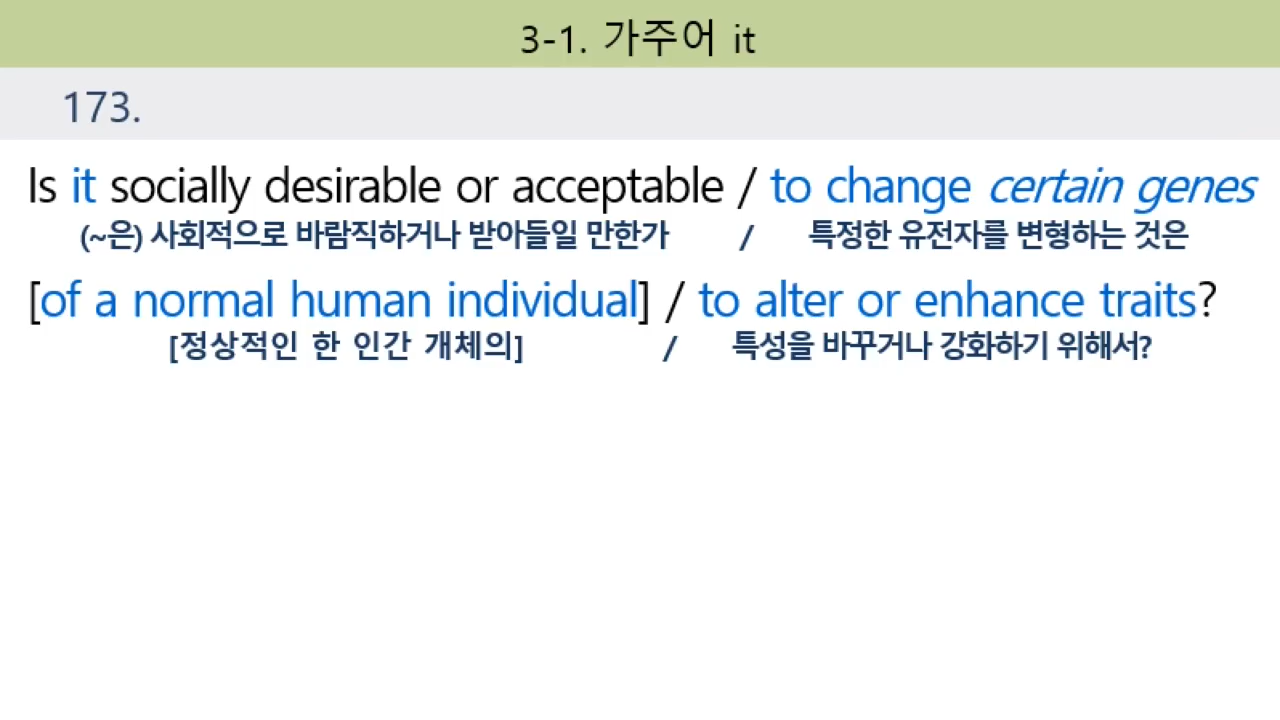 3-1. 가주어 it
173.
Is it socially desirable or acceptable / to change certain genes
(~은) 사회적으로 바람직하거나 받아들일 만한가 / 특정한 유전자를 변형하는 것은
[of a normal human individual] / to alter or enhance traits?
[정상적인 한 인간 개체의] / 특성을 바꾸거나 강화하기 위해서?